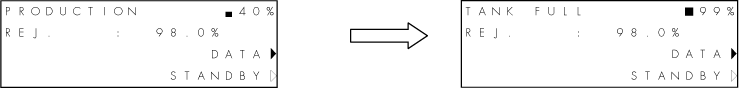 PRODUCTION ▄ 40%
REJ. : 98.0%
DATA ▶
STANDBY ▷
TANK FULL ■ 99%
REJ. : 98.0%
DATA ▶
STANDBY ▷